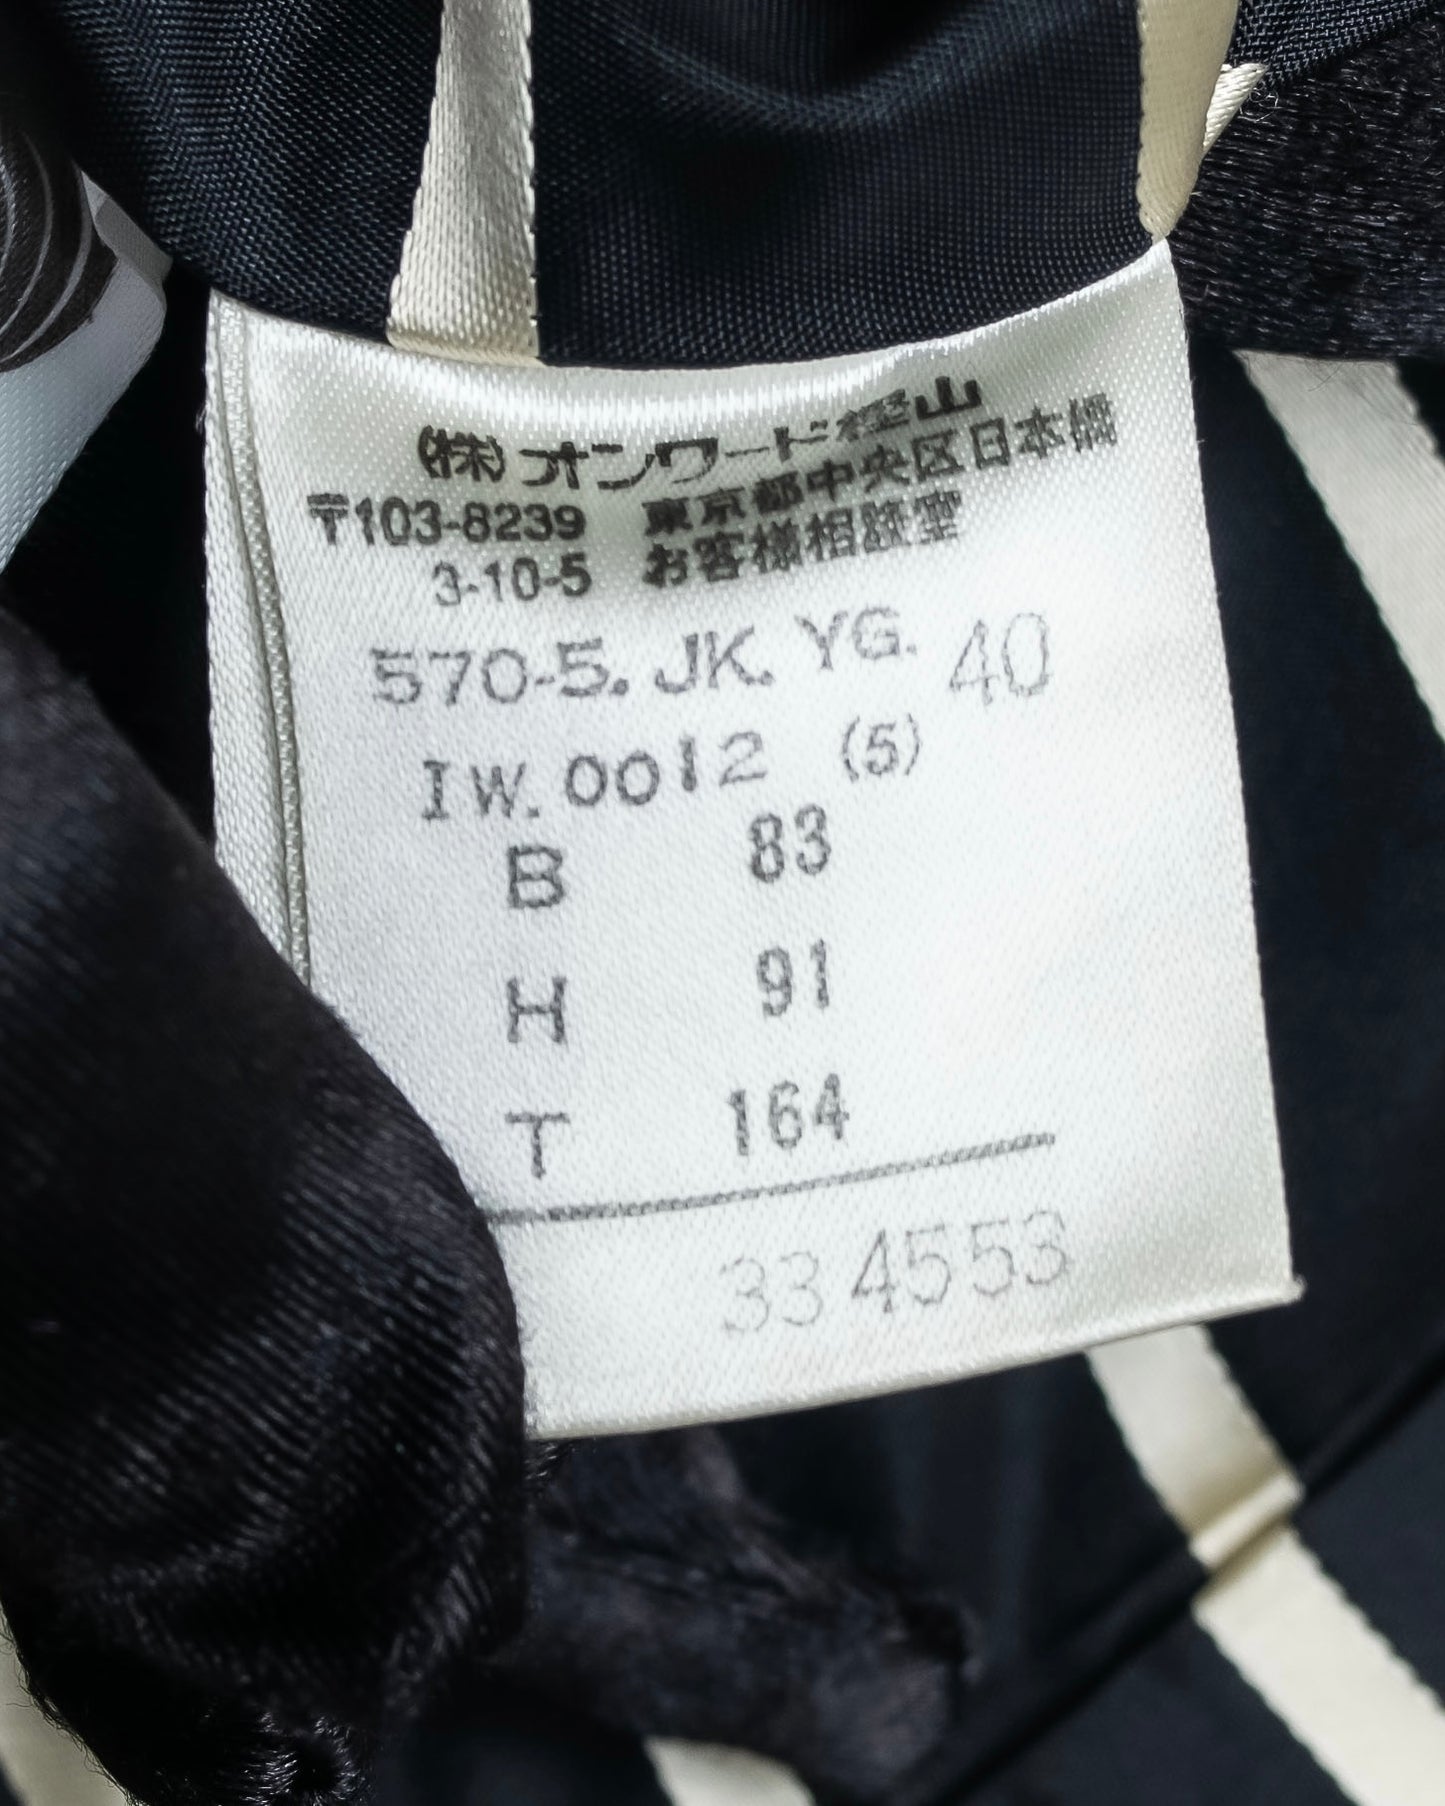 (株)オンワード樫山
〒103-8239 東京都中央区日本橋
3-10-5 お客様相談室
570-5. JK. YG. 40
IW. 0012 (5)
B 83
H 91
T 164
334553